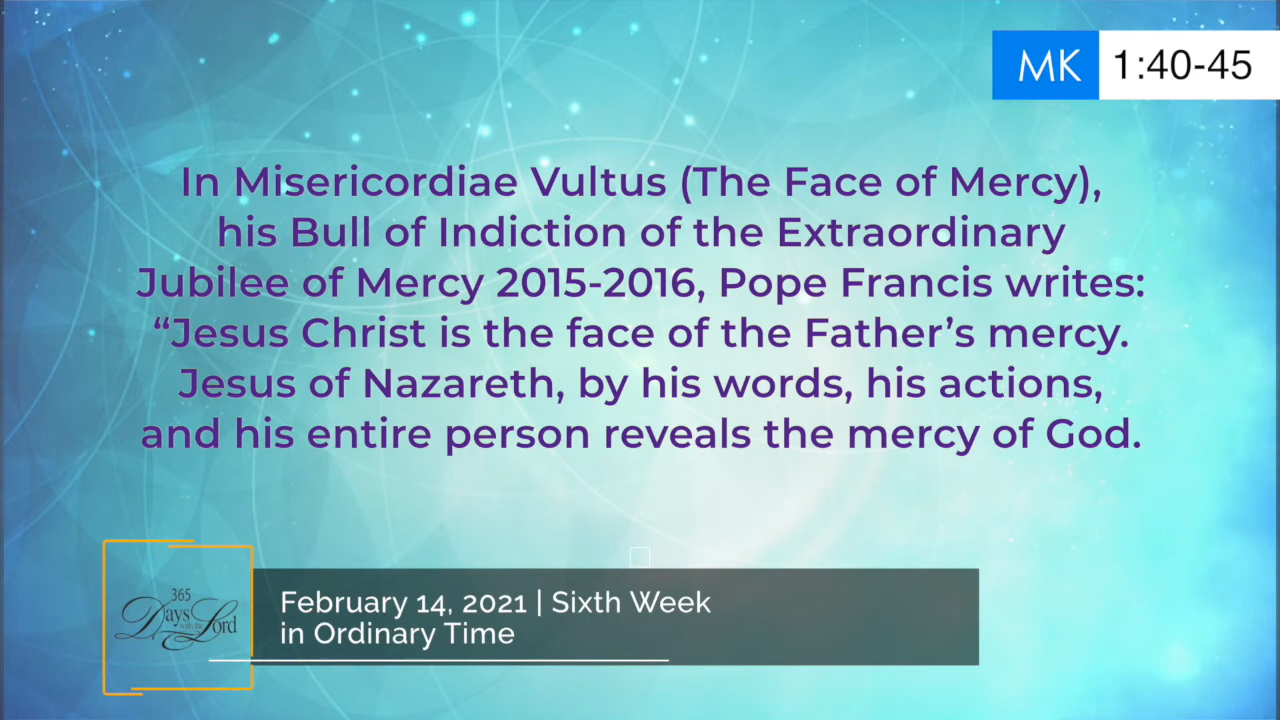 MK 1:40-45
In Misericordiae Vultus (The Face of Mercy),
his Bull of Indiction of the Extraordinary
Jubilee of Mercy 2015-2016, Pope Francis writes:
“Jesus Christ is the face of the Father’s mercy.
Jesus of Nazareth, by his words, his actions,
and his entire person reveals the mercy of God.
365
Days with the Lord
February 14, 2021 | Sixth Week
in Ordinary Time